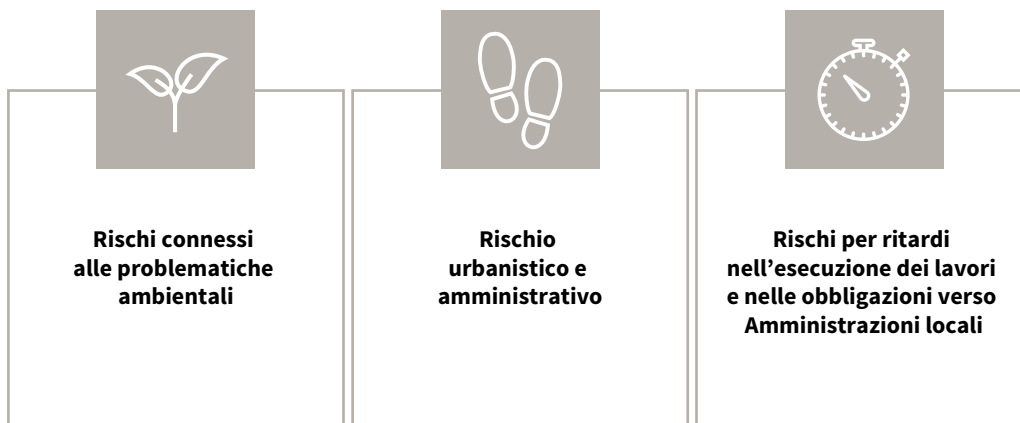 Rischi connessi
alle problematiche
ambientali
Rischio
urbanistico e
amministrativo
Rischi per ritardi
nell’esecuzione dei lavori
e nelle obbligazioni verso
Amministrazioni locali